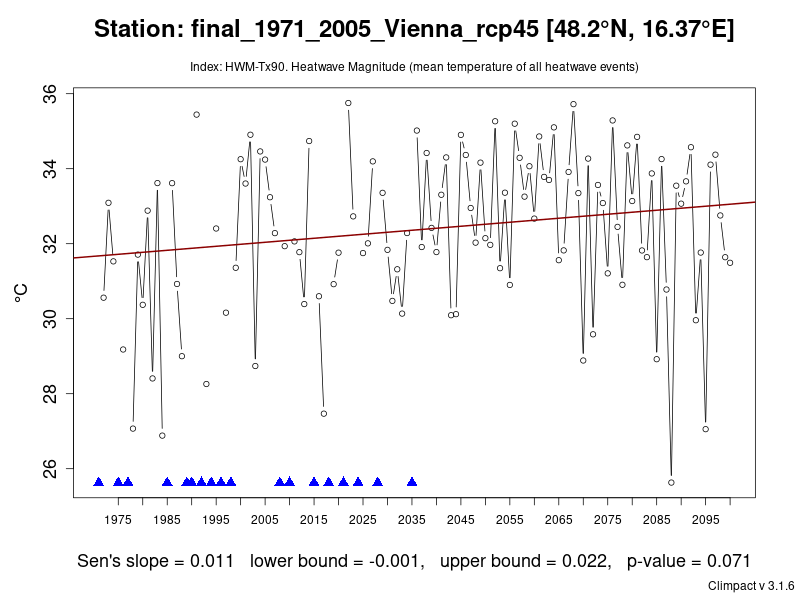 Station: final_1971_2005_Vienna_rcp45 [48.2°N, 16.37°E]
Index: HWM-Tx90. Heatwave Magnitude (mean temperature of all heatwave events)
36
34
32
30
28
26
°C
1975 1985 1995 2005 2015 2025 2035 2045 2055 2065 2075 2085 2095
Sen's slope = 0.011 lower bound = -0.001, upper bound = 0.022, p-value = 0.071
Climpact v 3.1.6